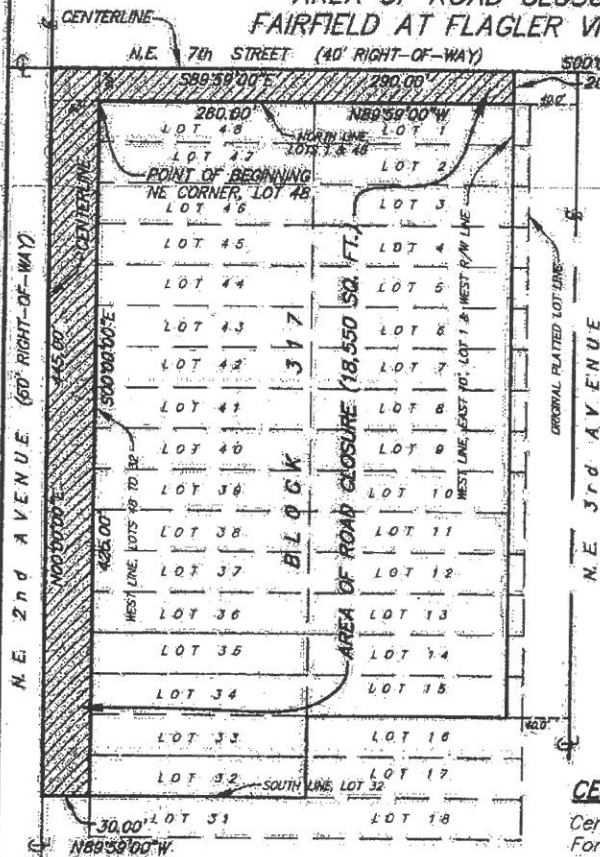 AREA OF ROAD
FAIRFIELD AT FLAGLER
CENTERLINE
N.E. 7th STREET (40' RIGHT-OF-WAY)
S89'59'00"E 290.00'
260.00' N89'59'00"W
NORTH LINE
LOTS 1 & 48
LOT 48 LOT 1
LOT 47 LOT 2
POINT OF BEGINNING
NE CORNER, LOT 48
LOT 46 LOT 3
LOT 45 LOT 4
LOT 44 LOT 5
LOT 43 LOT 6
LOT 42 LOT 7
LOT 41 LOT 8
LOT 40 LOT 9
LOT 39 LOT 10
LOT 38 LOT 11
LOT 37 LOT 12
LOT 36 LOT 13
LOT 35 LOT 14
LOT 34 LOT 15
LOT 33 LOT 16
LOT 32 LOT 17
SOUTH LINE, LOT 32
LOT 31 LOT 18
30.00'
N89'59'00"W
N.E. 2nd AVENUE (60' RIGHT-OF-WAY)
CENTERLINE
445.00'
N00'00'00"E
S00'00'00"E
425.00'
WEST LINE, LOTS 48 TO 32
BLOCK 317
AREA OF ROAD CLOSURE (18,550 SQ. FT.)
WEST LINE, EAST 10', LOT 1 & WEST R/W LINE
ORIGINAL PLATTED LOT LINE
N.E. 3rd AVENUE
40.0'
40.0'